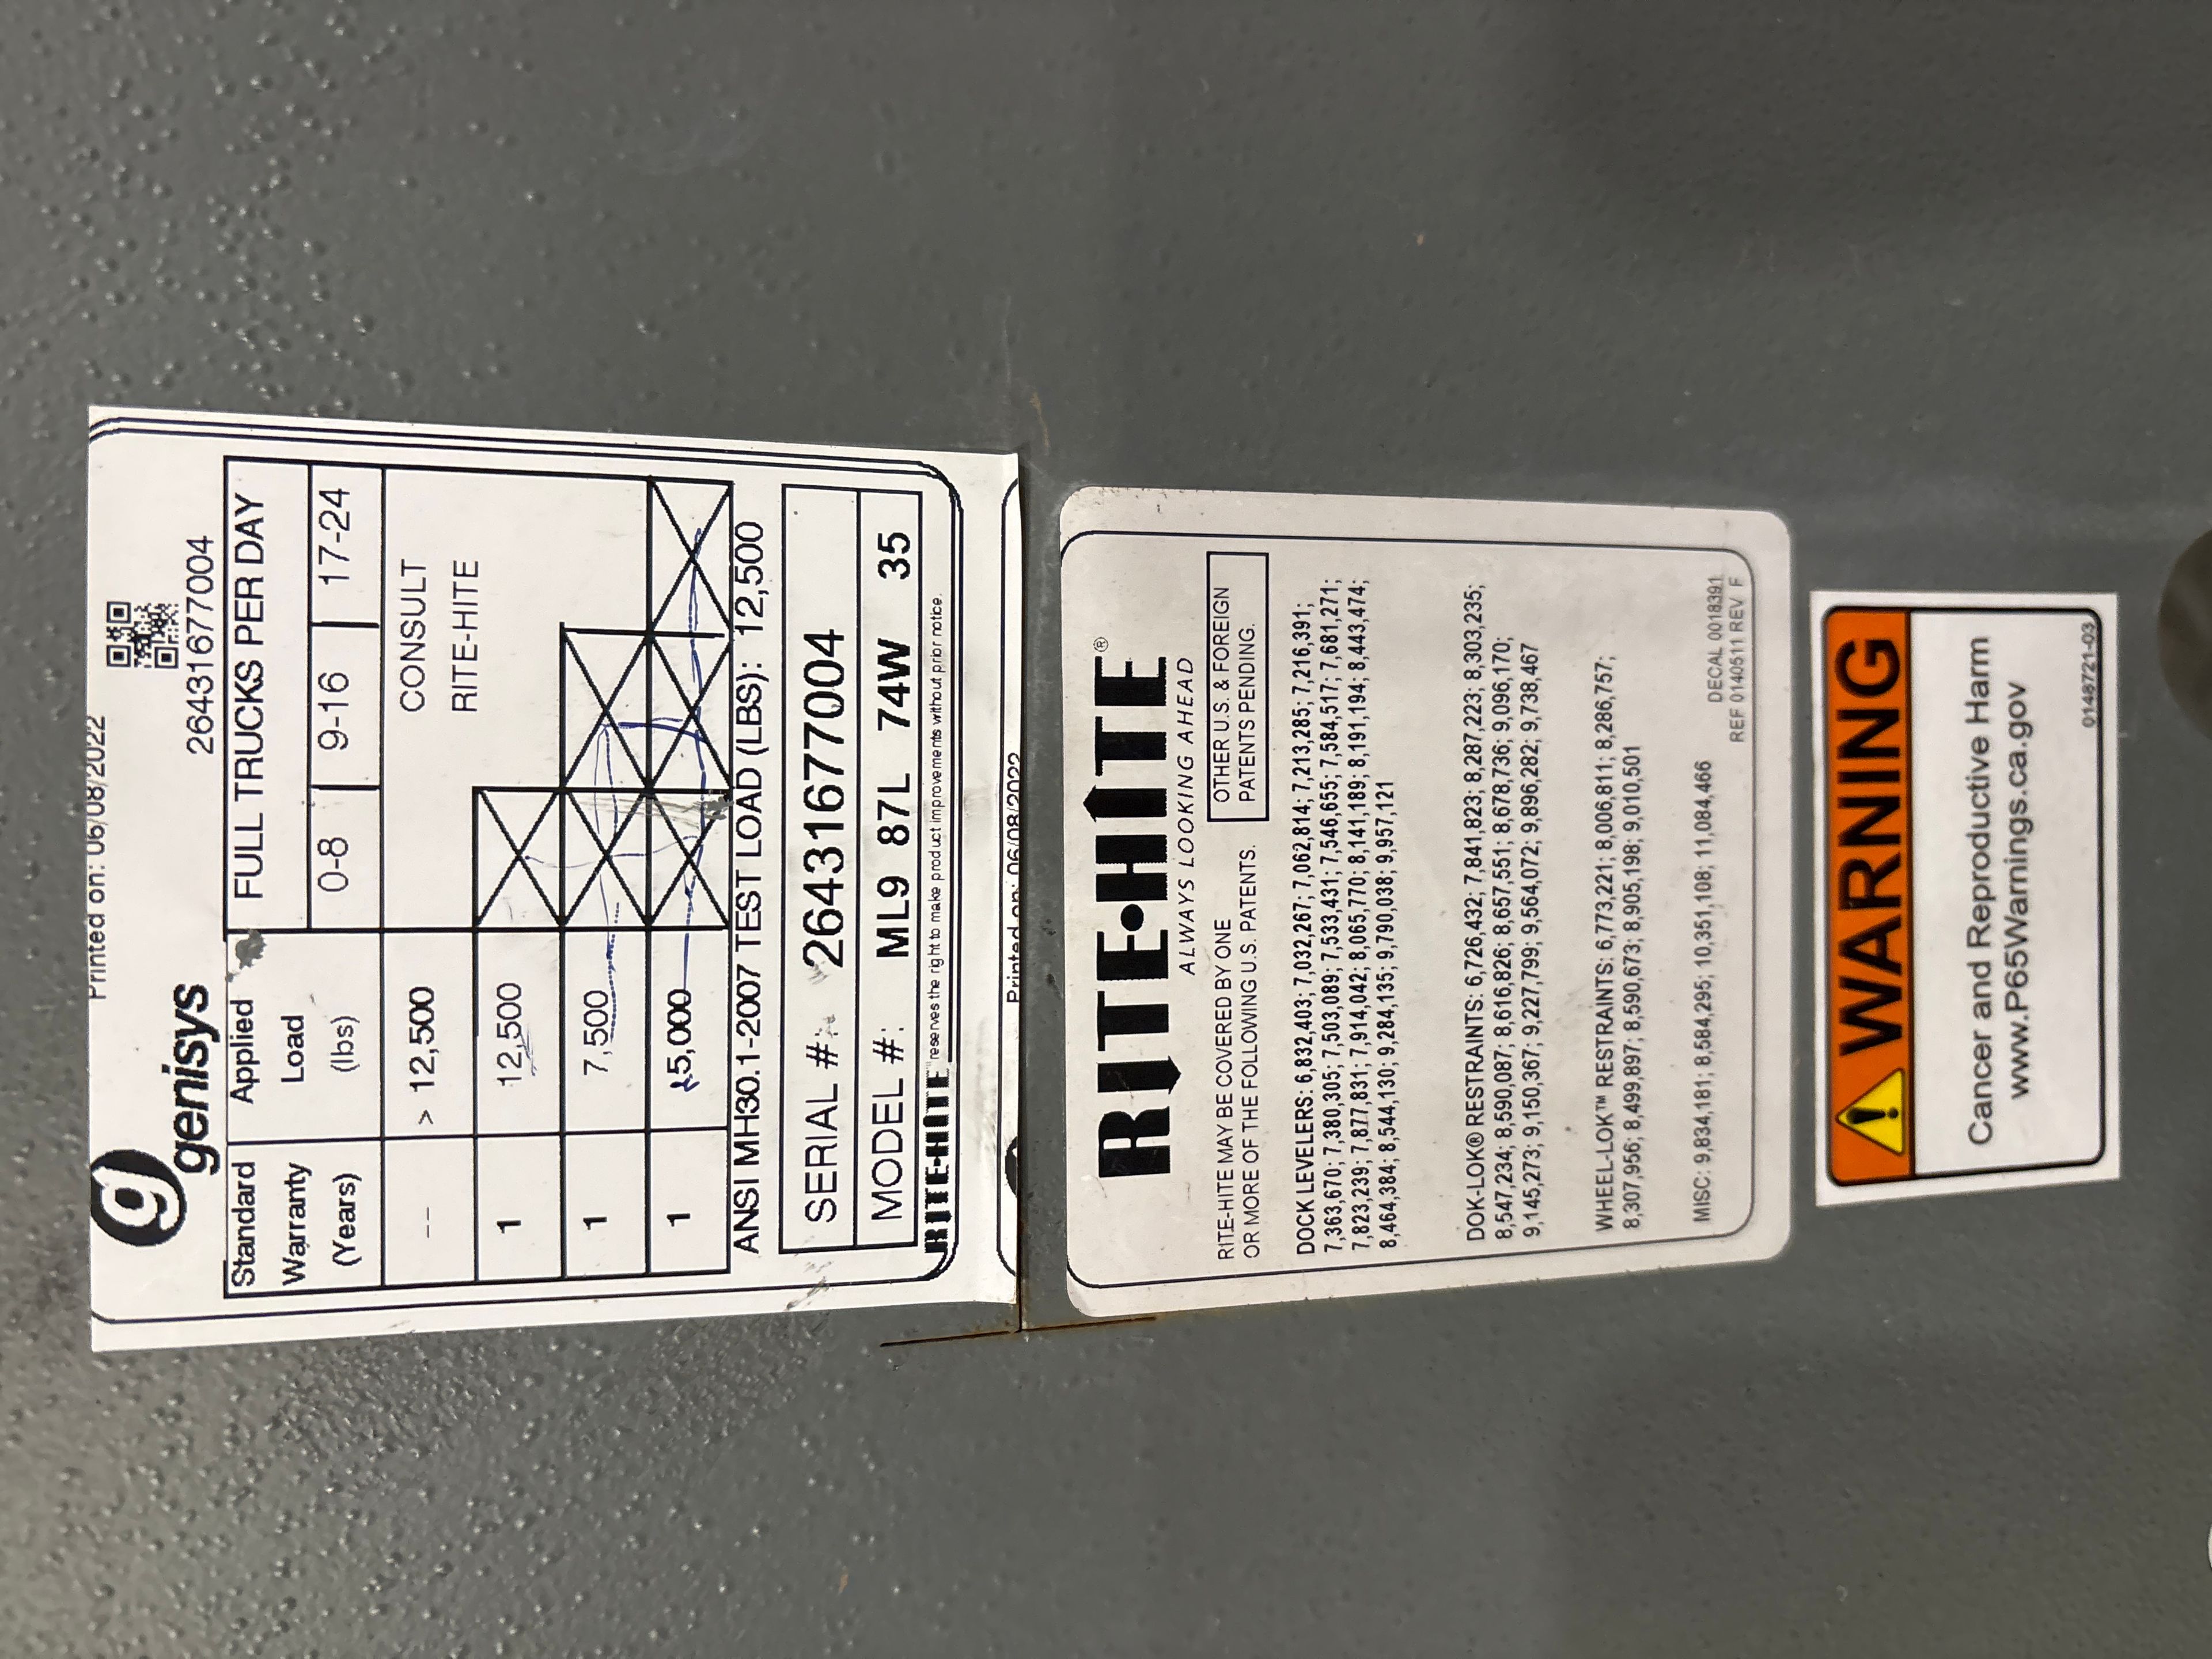 Printed on: 06/08/2022
2643167​7004
g
genisys
Standard Warranty (Years)
Applied Load (lbs)
FULL TRUCKS PER DAY
0-8 9-16 17-24
-- > 12,500 CONSULT RITE-HITE
1 12,500
1 7,500
1 5,000
ANSI MH30.1-2007 TEST LOAD (LBS): 12,500
SERIAL #: 26431677004
MODEL #: ML9 87L 74W 35
RITE-HITE reserves the right to make product improvements without prior notice.
Printed on: 06/08/2022
RITE•HITE®
ALWAYS LOOKING AHEAD
RITE-HITE MAY BE COVERED BY ONE
OR MORE OF THE FOLLOWING U.S. PATENTS.
OTHER U.S. & FOREIGN
PATENTS PENDING.
DOCK LEVELERS: 6,832,403; 7,032,267; 7,062,814; 7,213,285; 7,216,391;
7,363,670; 7,380,305; 7,503,089; 7,533,431; 7,546,655; 7,584,517; 7,681,271;
7,823,239; 7,877,831; 7,914,042; 8,065,770; 8,141,189; 8,191,194; 8,443,474;
8,464,384; 8,544,130; 9,284,135; 9,790,038; 9,957,121
DOK-LOK® RESTRAINTS: 6,726,432; 7,841,823; 8,287,223; 8,303,235;
8,547,234; 8,590,087; 8,616,826; 8,657,551; 8,678,736; 9,096,170;
9,145,273; 9,150,367; 9,227,799; 9,564,072; 9,896,282; 9,738,467
WHEEL-LOK™ RESTRAINTS: 6,773,221; 8,006,811; 8,286,757;
8,307,956; 8,499,897; 8,590,673; 8,905,198; 9,010,501
MISC: 9,834,181; 8,584,295; 10,351,108; 11,084,466
DECAL 0018391
REF 0140511 REV F
WARNING
Cancer and Reproductive Harm
www.P65Warnings.ca.gov
0148721-03